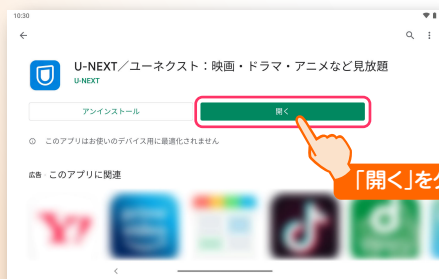 10:30
U-NEXT／ユーネクスト：映画・ドラマ・アニメなど見放題
U-NEXT
アンインストール
開く
このアプリはお使いのデバイス用に最適化されません
広告・このアプリに関連
「開く」を